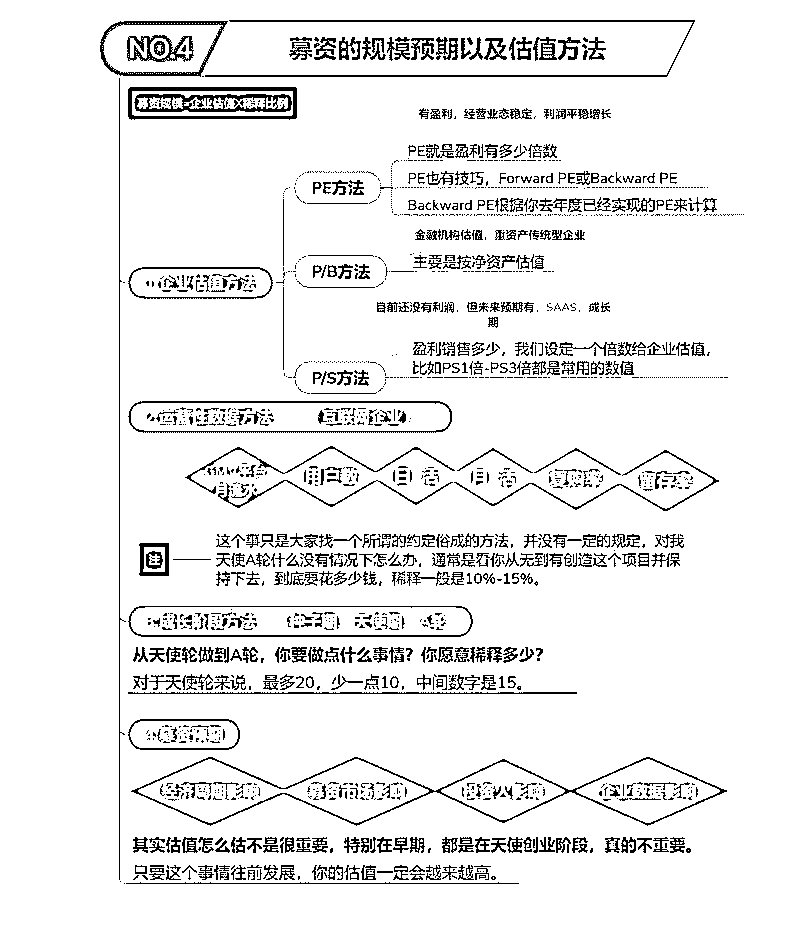 NO.4
募资的规模预期以及估值方法
募资规模=企业估值×稀释比例
有盈利，经营业态稳定，利润平稳增长
PE方法
PE就是盈利有多少倍数
PE也有技巧，Forward PE或Backward PE
Backward PE根据你去年度已经实现的PE来计算
金融机构估值，重资产传统型企业
1.企业估值方法
P/B方法
主要是按净资产估值
目前还没有利润，但未来预期有，SAAS，成长
期
P/S方法
盈利销售多少，我们设定一个倍数给企业估值，
比如PS1倍-PS3倍都是常用的数值
2.运营性数据方法 互联网企业
GMV平台
月流水
用户数
日 活
月 活
复购率
留存率
注
这个事只是大家找一个所谓的约定俗成的方法，并没有一定的规定，对我
天使A轮什么没有情况下怎么办，通常是看你从无到有创造这个项目并保
持下去，到底要花多少钱，稀释一般是10%-15%。
3.成长阶段方法 种子期 天使期 A轮
从天使轮做到A轮，你要做点什么事情？你愿意稀释多少？
对于天使轮来说，最多20，少一点10，中间数字是15。
4.募资预期
经济周期影响
募资市场影响
投资人影响
企业数据影响
其实估值怎么估不是很重要，特别在早期，都是在天使创业阶段，真的不重要。
只要这个事情往前发展，你的估值一定会越来越高。